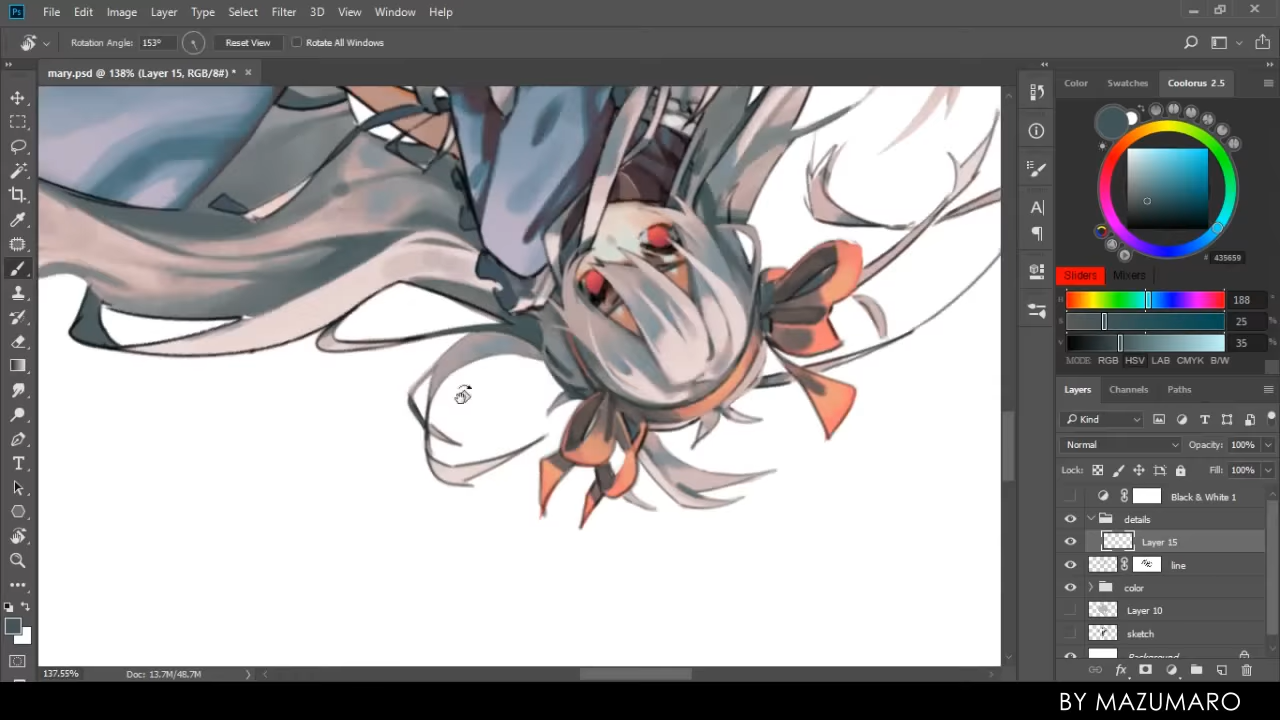 Ps File Edit Image Layer Type Select Filter 3D View Window Help
Rotation Angle: 153° Reset View Rotate All Windows
mary.psd @ 138% (Layer 15, RGB/8#) * ×
Color Swatches Coolorus 2.5
# 435659
Sliders Mixers
H 188 °
S 25 %
V 35 %
MODE RGB HSV LAB CMYK B/W
Layers Channels Paths
Kind
Normal Opacity: 100%
Lock: Fill: 100%
Black & White 1
details
Layer 15
line
color
Layer 10
sketch
Background
137.55% Doc: 13.7M/48.7M
BY MAZUMARO